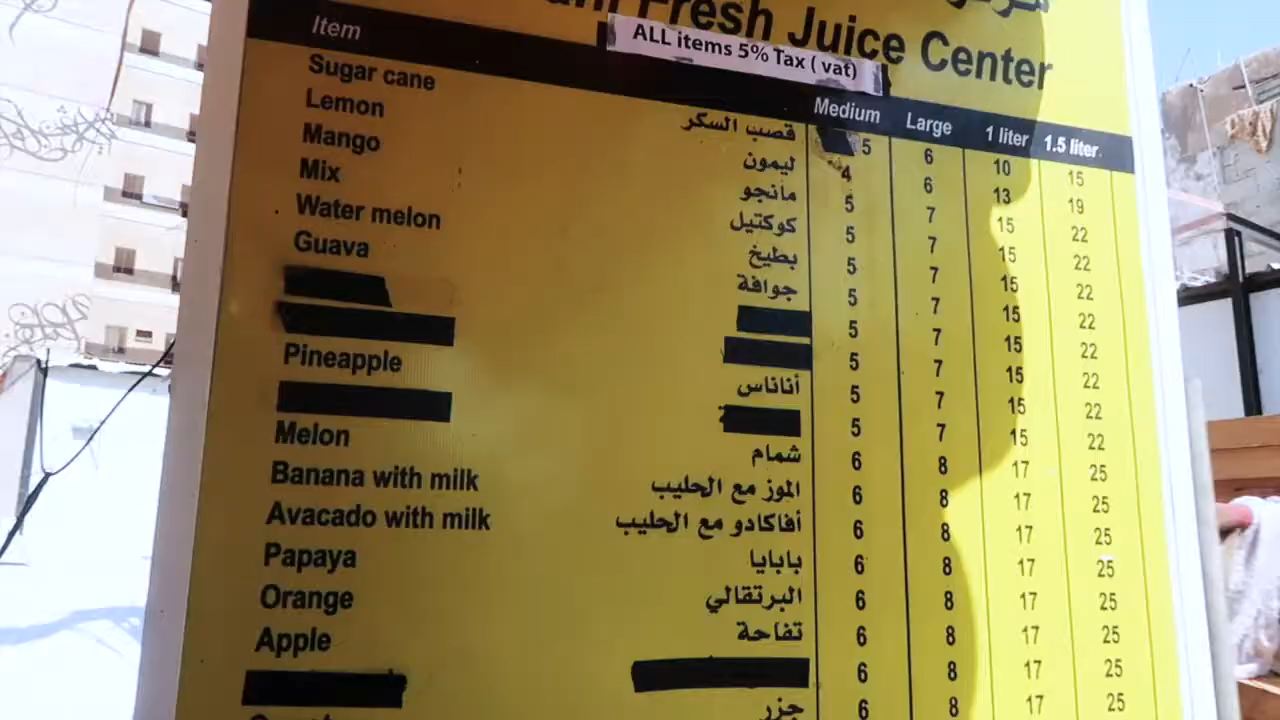 Fresh Juice Center
ALL items 5% Tax ( vat)
Item Medium Large 1 liter 1.5 liter
Sugar cane قصب السكر 5 6 10 15
Lemon ليمون 4 6 13 19
Mango مانجو 5 7 15 22
Mix كوكتيل 5 7 15 22
Water melon بطيخ 5 7 15 22
Guava جوافة 5 7 15 22
5 7 15 22
5 7 15 22
Pineapple أناناس 5 7 15 22
5 7 15 22
Melon شمام 6 8 17 25
Banana with milk الموز مع الحليب 6 8 17 25
Avacado with milk أفاكادو مع الحليب 6 8 17 25
Papaya بابايا 6 8 17 25
Orange البرتقالي 6 8 17 25
Apple تفاحة 6 8 17 25
6 8 17 25
جزر 6 8 17 25